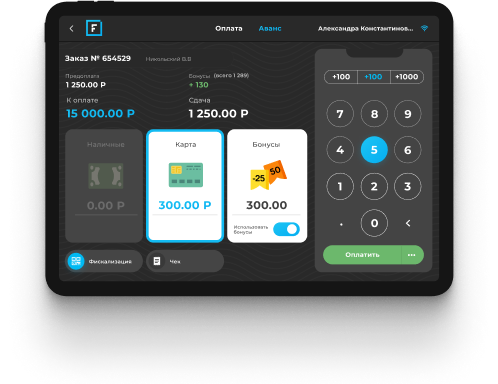 F
Оплата Аванс Александра Константинов...
Заказ № 654529 Никольский В.В
Предоплата Бонусы (всего 1 289)
1 250.00 ₽ + 130
К оплате Сдача
15 000.00 ₽ 1 250.00 ₽
Наличные Карта Бонусы
-25 50
0.00 ₽ 300.00 ₽ 300.00
Использовать
бонусы
Фискализация Чек
+100 +100 +1000
7 8 9
4 5 6
1 2 3
. 0 <
Оплатить ...